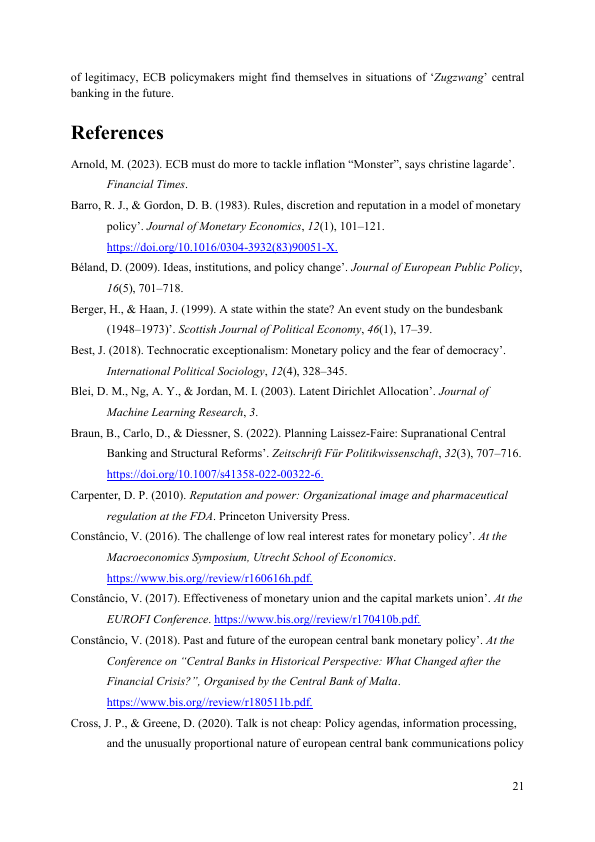 of legitimacy, ECB policymakers might find themselves in situations of ‘Zugzwang’ central
banking in the future.
References
Arnold, M. (2023). ECB must do more to tackle inflation “Monster”, says christine lagarde’.
Financial Times.
Barro, R. J., & Gordon, D. B. (1983). Rules, discretion and reputation in a model of monetary
policy’. Journal of Monetary Economics, 12(1), 101–121.
https://doi.org/10.1016/0304-3932(83)90051-X.
Béland, D. (2009). Ideas, institutions, and policy change’. Journal of European Public Policy,
16(5), 701–718.
Berger, H., & Haan, J. (1999). A state within the state? An event study on the bundesbank
(1948–1973)’. Scottish Journal of Political Economy, 46(1), 17–39.
Best, J. (2018). Technocratic exceptionalism: Monetary policy and the fear of democracy’.
International Political Sociology, 12(4), 328–345.
Blei, D. M., Ng, A. Y., & Jordan, M. I. (2003). Latent Dirichlet Allocation’. Journal of
Machine Learning Research, 3.
Braun, B., Carlo, D., & Diessner, S. (2022). Planning Laissez-Faire: Supranational Central
Banking and Structural Reforms’. Zeitschrift Für Politikwissenschaft, 32(3), 707–716.
https://doi.org/10.1007/s41358-022-00322-6.
Carpenter, D. P. (2010). Reputation and power: Organizational image and pharmaceutical
regulation at the FDA. Princeton University Press.
Constâncio, V. (2016). The challenge of low real interest rates for monetary policy’. At the
Macroeconomics Symposium, Utrecht School of Economics.
https://www.bis.org//review/r160616h.pdf.
Constâncio, V. (2017). Effectiveness of monetary union and the capital markets union’. At the
EUROFI Conference. https://www.bis.org//review/r170410b.pdf.
Constâncio, V. (2018). Past and future of the european central bank monetary policy’. At the
Conference on “Central Banks in Historical Perspective: What Changed after the
Financial Crisis?”, Organised by the Central Bank of Malta.
https://www.bis.org//review/r180511b.pdf.
Cross, J. P., & Greene, D. (2020). Talk is not cheap: Policy agendas, information processing,
and the unusually proportional nature of european central bank communications policy
21